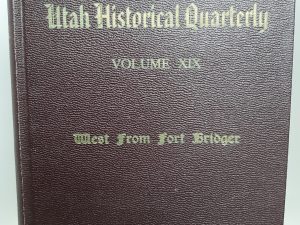 Utah Historical Quarterly
VOLUME XIX
West From Fort Bridger